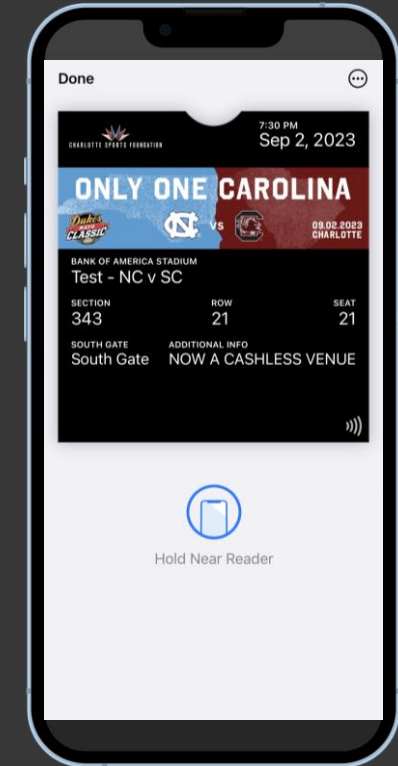 Done
CHARLOTTE SPORTS FOUNDATION
7:30 PM
Sep 2, 2023
ONLY ONE CAROLINA
Duke's
MAYO
CLASSIC
NC VS C
09.02.2023
CHARLOTTE
BANK OF AMERICA STADIUM
Test - NC v SC
SECTION ROW SEAT
343 21 21
SOUTH GATE ADDITIONAL INFO
South Gate NOW A CASHLESS VENUE
Hold Near Reader